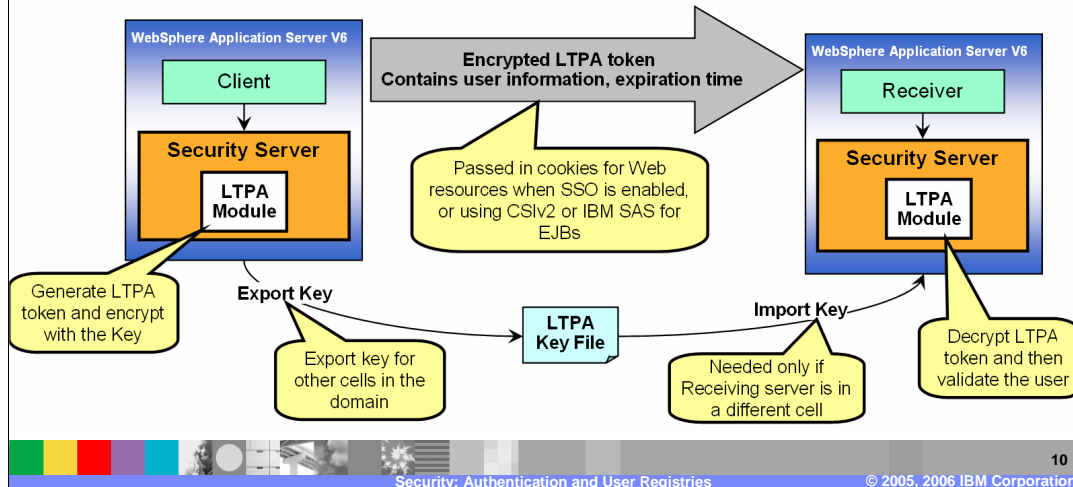 WebSphere Application Server V6
Client
Security Server
LTPA
Module
Generate LTPA
token and encrypt
with the Key
Encrypted LTPA token
Contains user information, expiration time
Passed in cookies for Web
resources when SSO is enabled,
or using CSIv2 or IBM SAS for
EJBs
WebSphere Application Server V6
Receiver
Security Server
LTPA
Module
Decrypt LTPA
token and then
validate the user
Export Key
Export key for
other cells in the
domain
LTPA
Key File
Import Key
Needed only if
Receiving server is in
a different cell
10
Security: Authentication and User Registries
© 2005, 2006 IBM Corporation